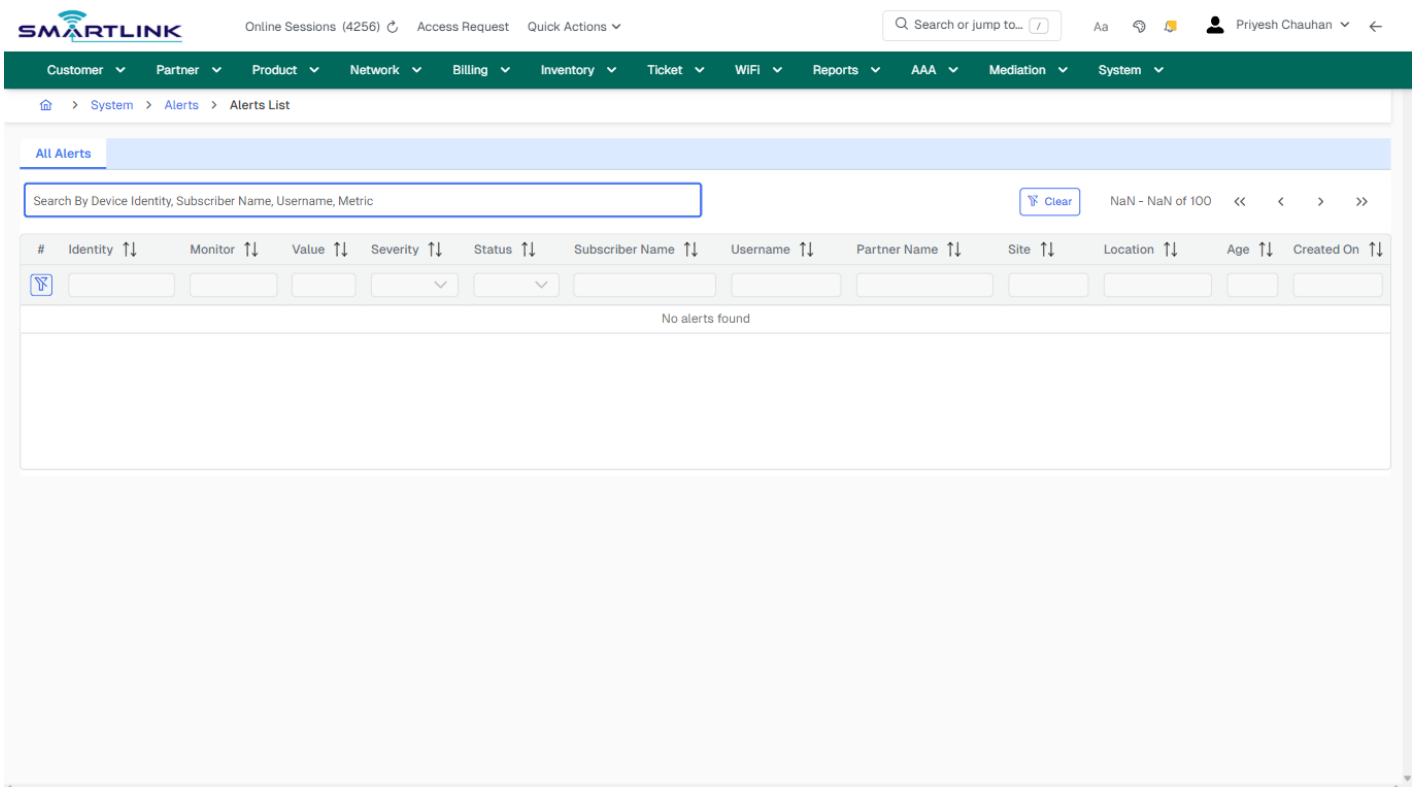 SMARTLINK Online Sessions (4256) Access Request Quick Actions Search or jump to... / Aa Priyesh Chauhan
Customer Partner Product Network Billing Inventory Ticket WiFi Reports AAA Mediation System
> System > Alerts > Alerts List
All Alerts
Search By Device Identity, Subscriber Name, Username, Metric Clear NaN - NaN of 100
# Identity Monitor Value Severity Status Subscriber Name Username Partner Name Site Location Age Created On
No alerts found